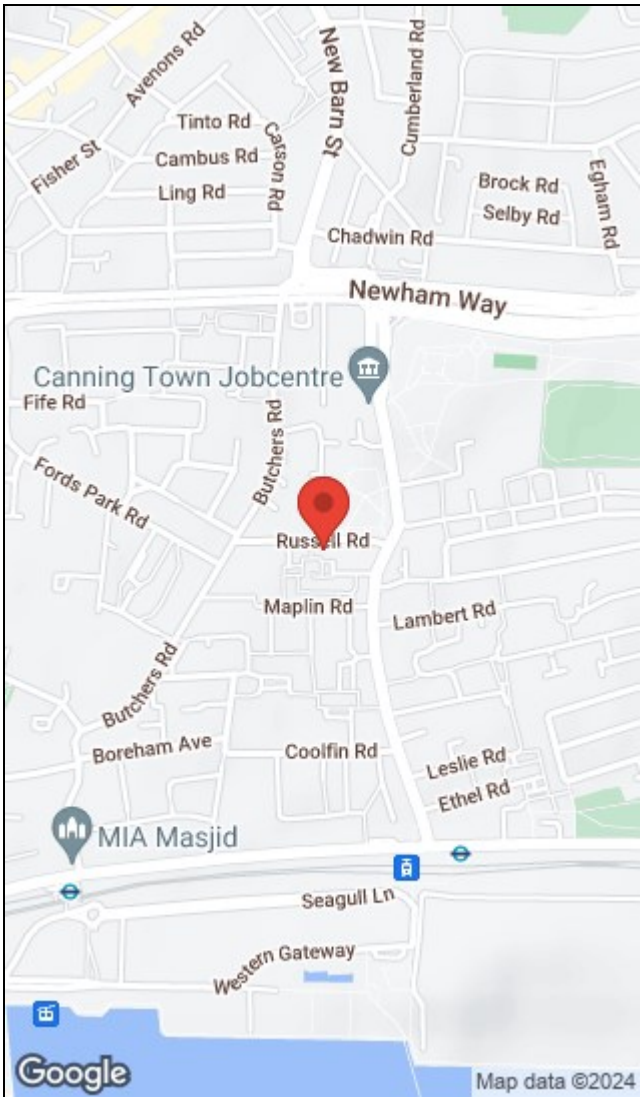 Avenons Rd
New Barn St
Cumberland Rd
Tinto Rd
Carson Rd
Fisher St
Cambus Rd
Ling Rd
Brock Rd
Selby Rd
Egham Rd
Chadwin Rd
Newham Way
Canning Town Jobcentre
Fife Rd
Butchers Rd
Fords Park Rd
Russell Rd
Maplin Rd
Lambert Rd
Butchers Rd
Boreham Ave
Coolfin Rd
Leslie Rd
Ethel Rd
MIA Masjid
Seagull Ln
Western Gateway
Google
Map data ©2024